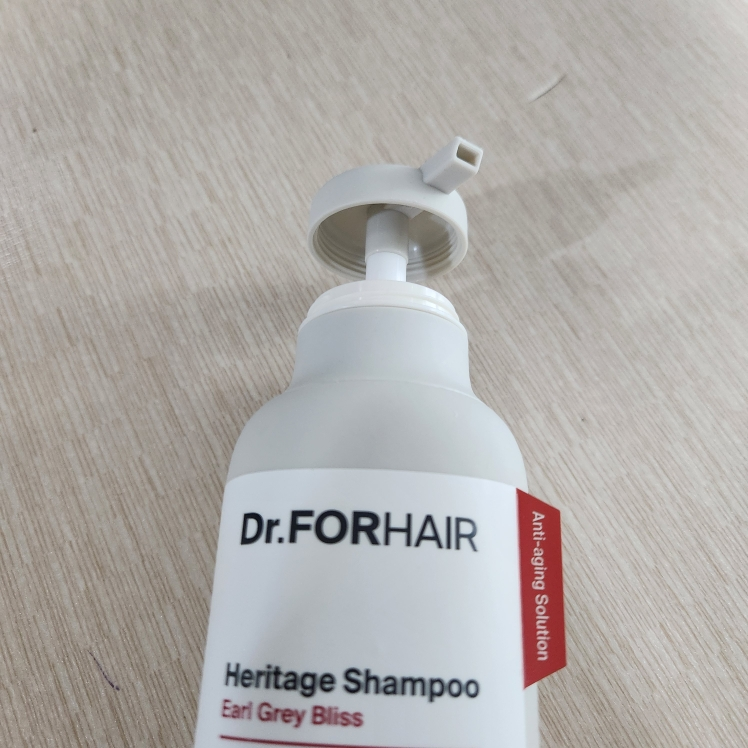 Dr.FORHAIR
Anti-aging Solution
Heritage Shampoo
Earl Grey Bliss